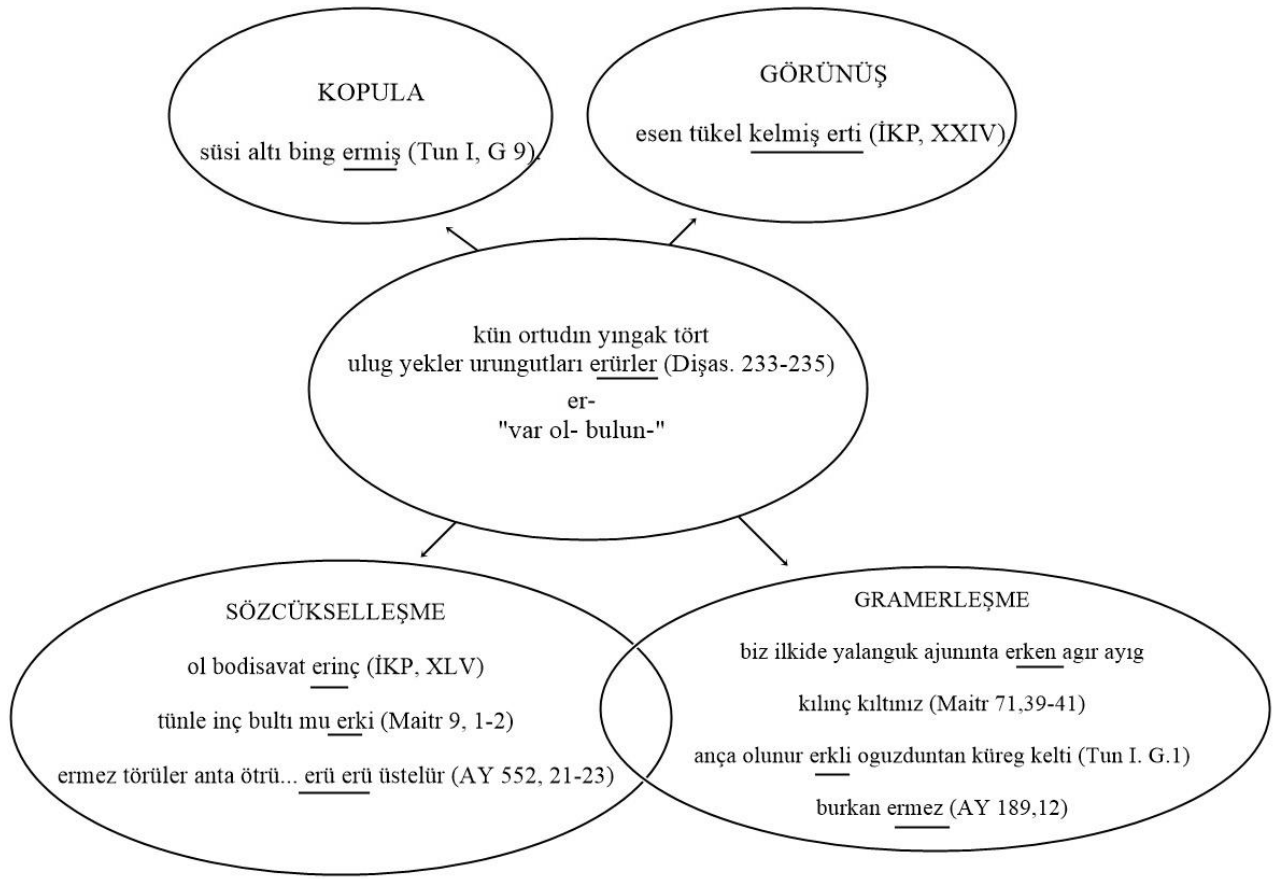 KOPULA
süsi altı bing ermiş (Tun I, G 9).
GÖRÜNÜŞ
esen tükel kelmiş erti (İKP, XXIV)
kün ortudın yıngak tört
ulug yekler urungutları erürler (Dişas. 233-235)
er-
"var ol- bulun-"
SÖZCÜKSELLEŞME
ol bodisavat erinç (İKP, XLV)
tünle inç bultı mu erki (Maitr 9, 1-2)
ermez törüler anta ötrü... erü erü üstelür (AY 552, 21-23)
GRAMERLEŞME
biz ilkide yalanguk ajunınta erken agır ayıg
kılınç kıltınız (Maitr 71,39-41)
ança olunur erkli oguzduntan küreg kelti (Tun I. G.1)
burkan ermez (AY 189,12)